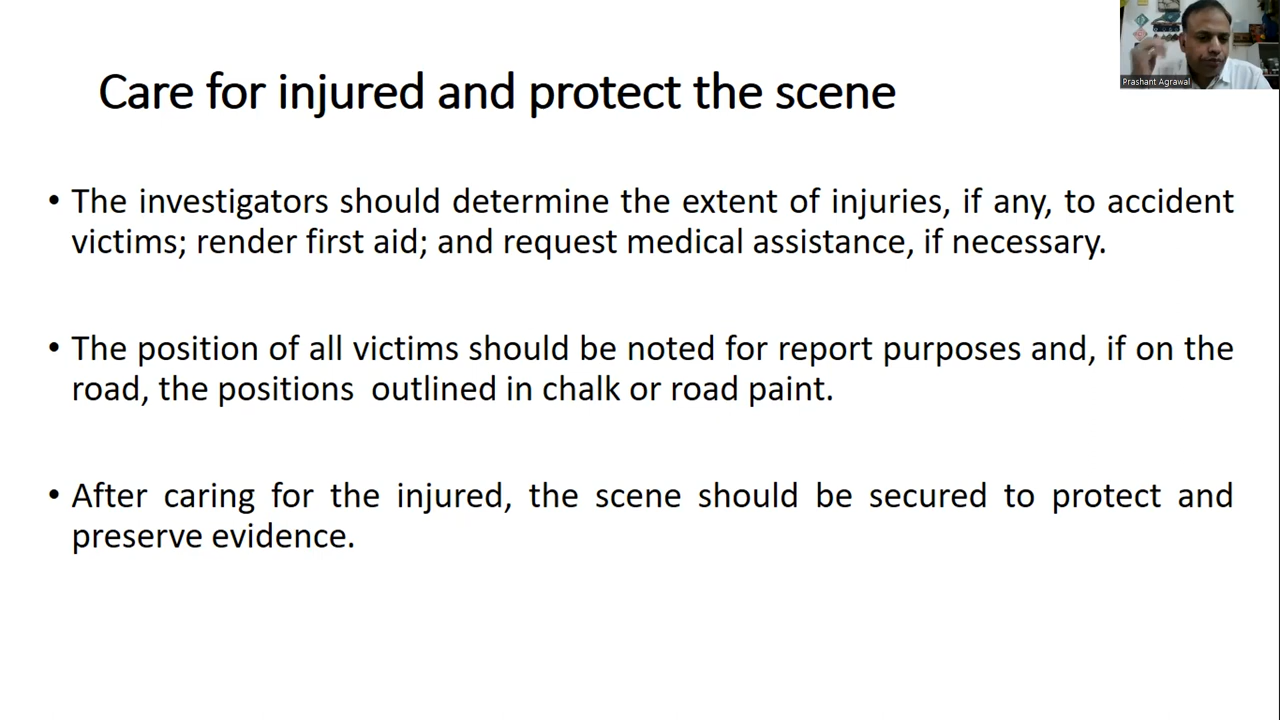 Care for injured and protect the scene
Prashant Agrawal
• The investigators should determine the extent of injuries, if any, to accident
victims; render first aid; and request medical assistance, if necessary.
• The position of all victims should be noted for report purposes and, if on the
road, the positions outlined in chalk or road paint.
• After caring for the injured, the scene should be secured to protect and
preserve evidence.